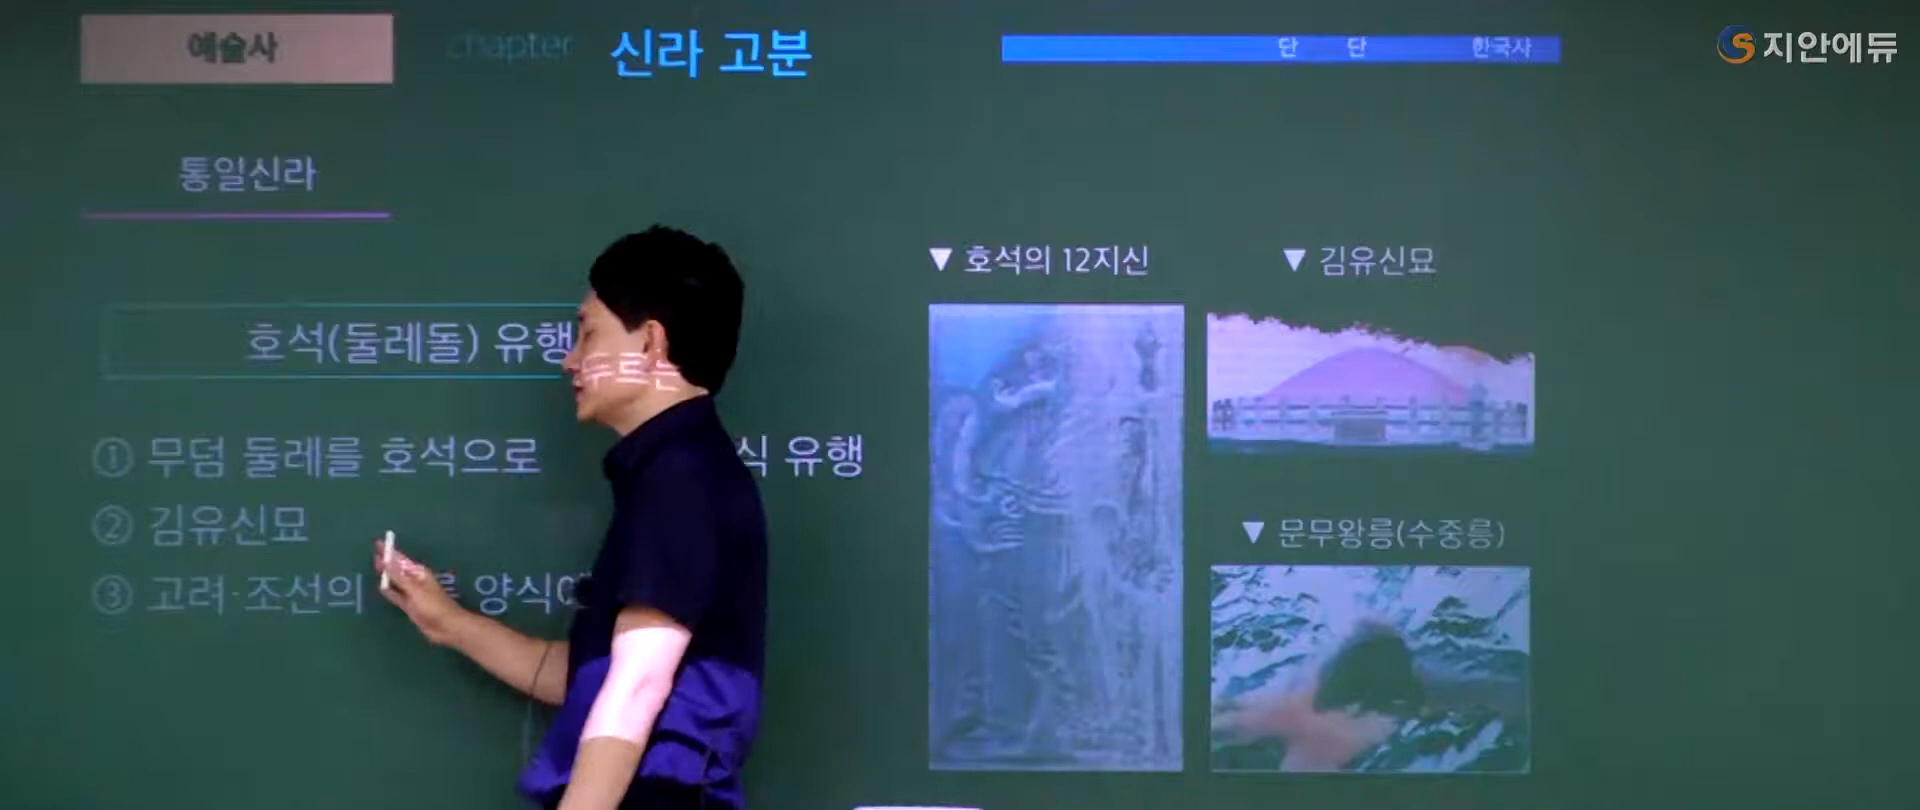 예술사
chapter 신라 고분
단 단 한국사
지안에듀
통일신라
▼ 호석의 12지신
▼ 김유신묘
호석(둘레돌) 유행
① 무덤 둘레를 호석으로 식 유행
② 김유신묘
▼ 문무왕릉(수중릉)
③ 고려·조선의 양식에